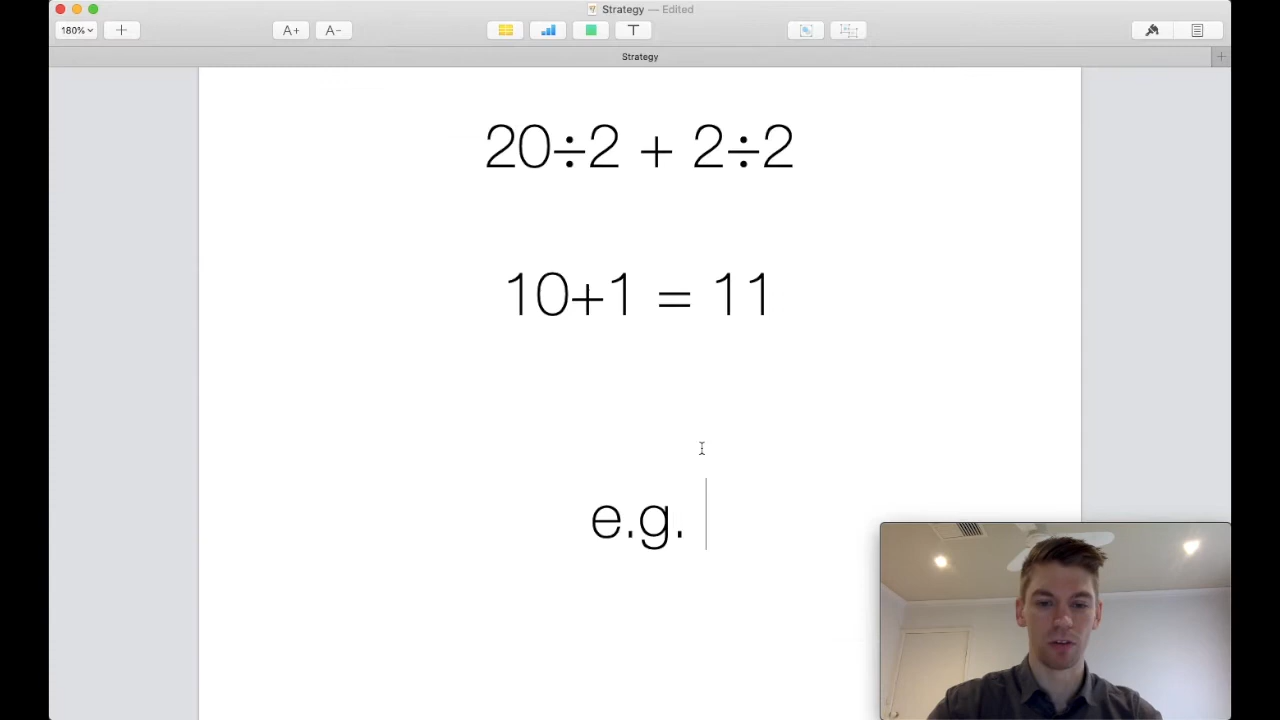 Strategy — Edited
180%
A+ A− T
Strategy
20÷2 + 2÷2
10+1 = 11
e.g.